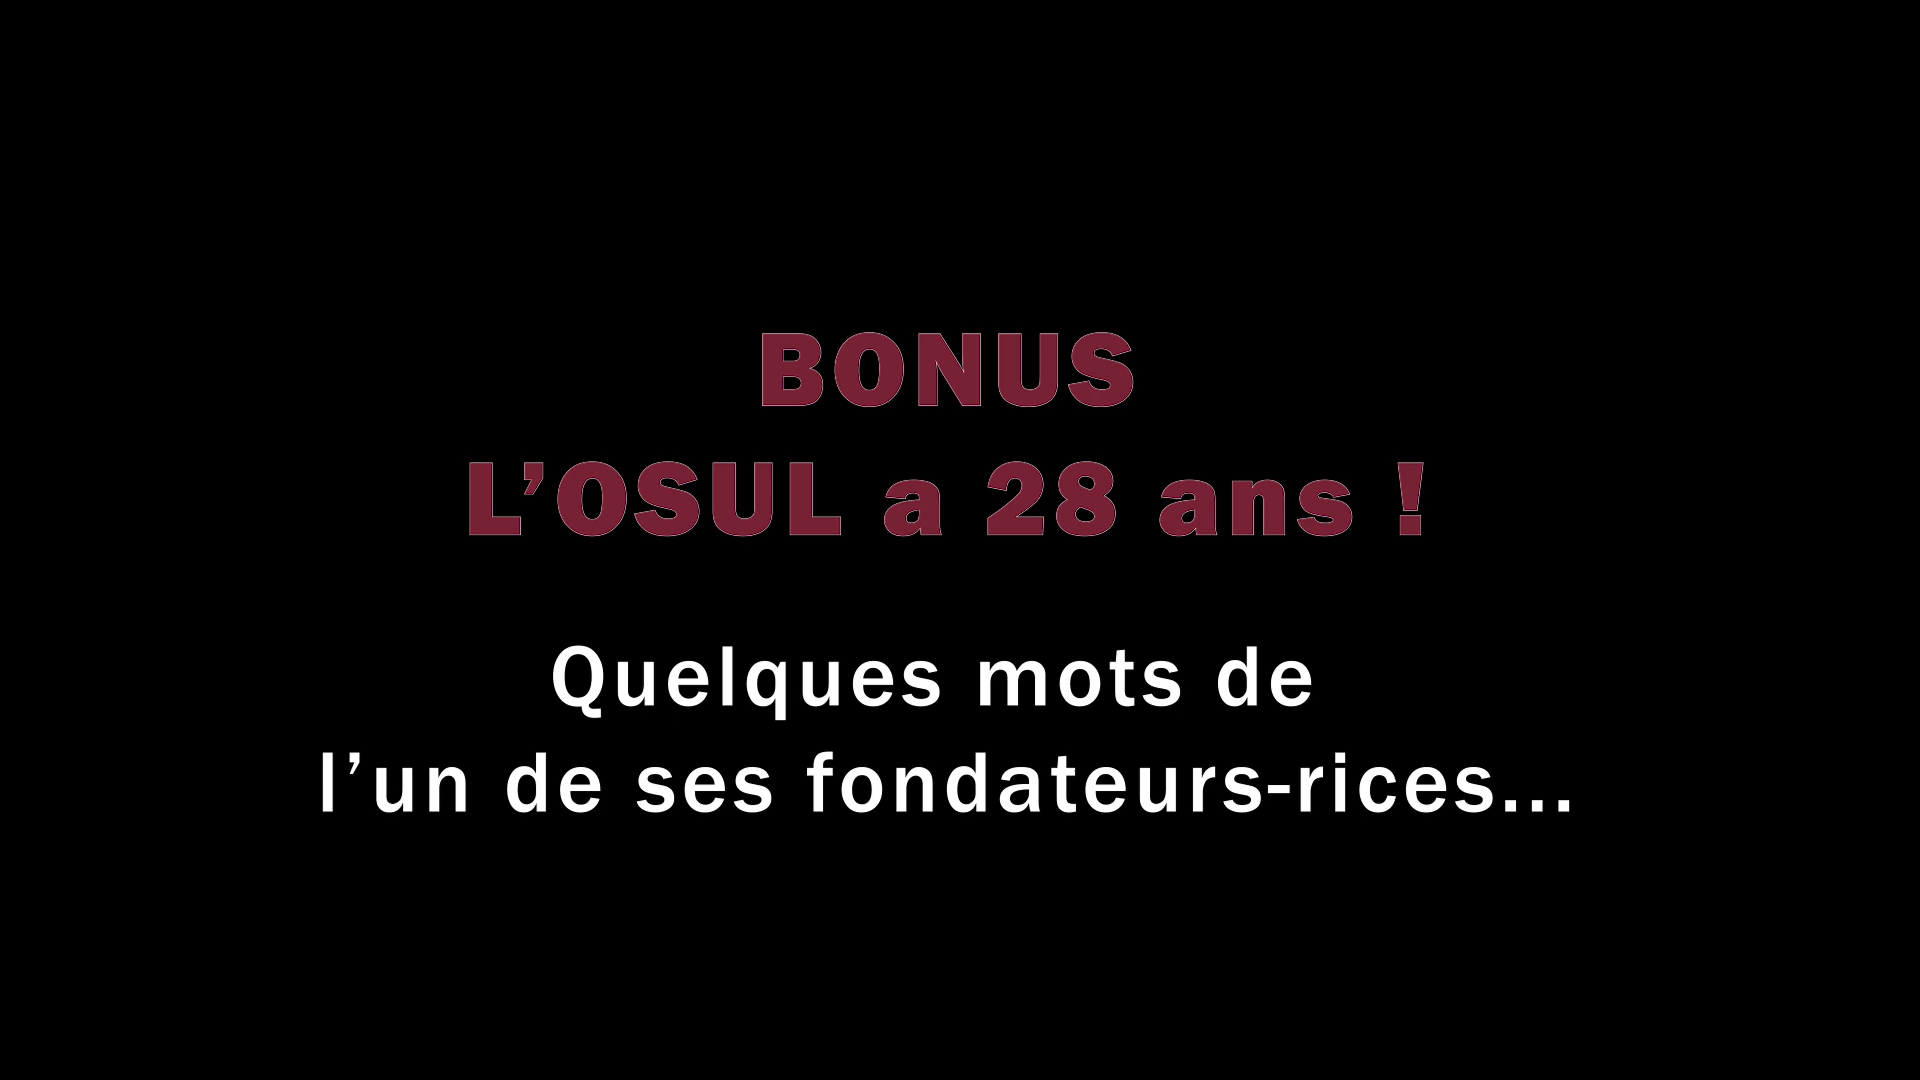 BONUS
L’OSUL a 28 ans !
Quelques mots de
l’un de ses fondateurs-rices...